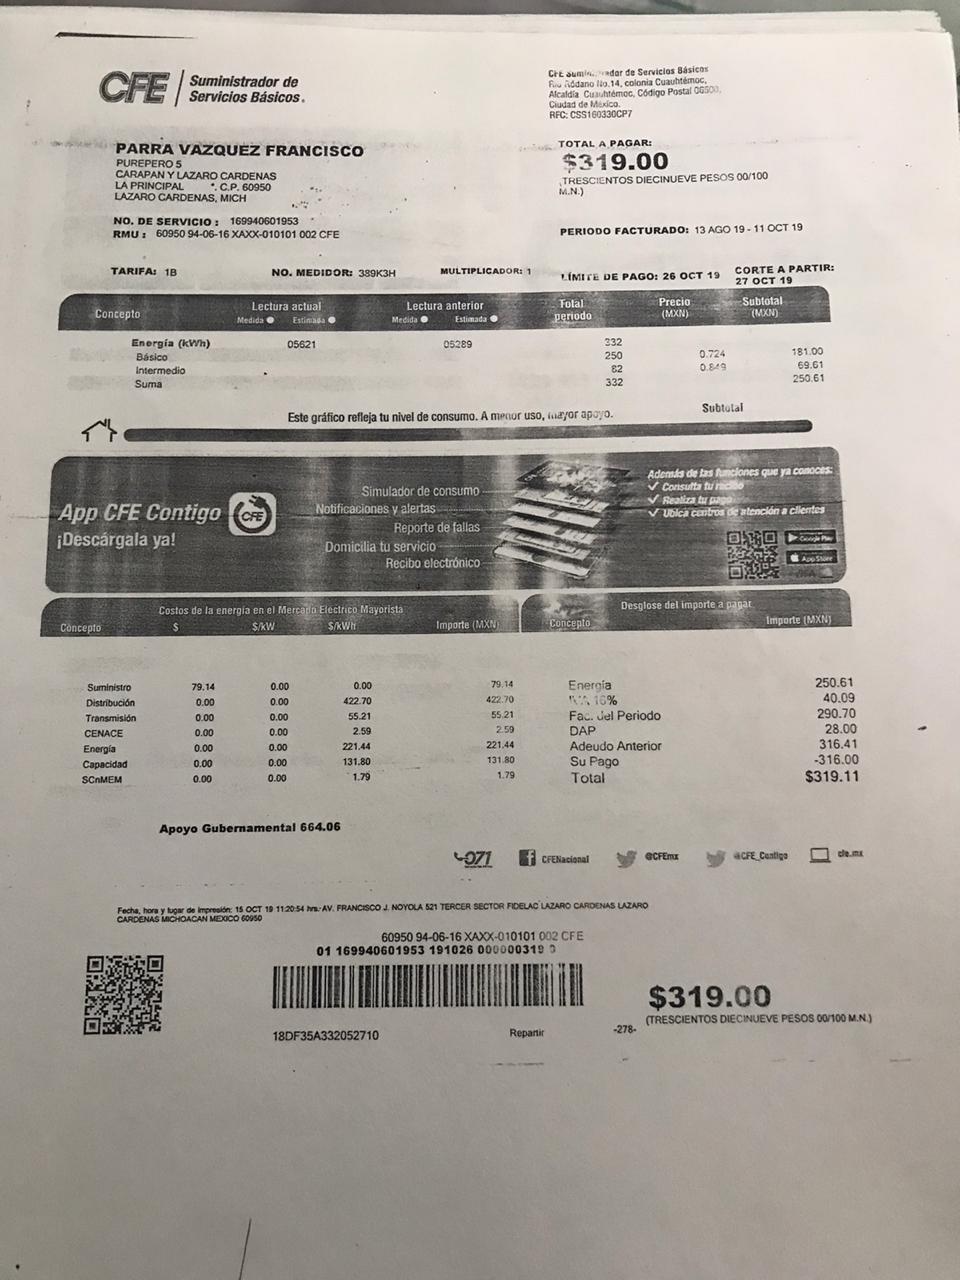 CFE Suministrador de
Servicios Básicos®
CFE Suministrador de Servicios Básicos
Río Ródano No.14, colonia Cuauhtémoc,
Alcaldía Cuauhtémoc, Código Postal 06500,
Ciudad de México.
RFC: CSS160330CP7
PARRA VAZQUEZ FRANCISCO
PUREPERO 5
CARAPAN Y LAZARO CARDENAS
LA PRINCIPAL *. C.P. 60950
LAZARO CARDENAS, MICH
TOTAL A PAGAR:
$319.00
(TRESCIENTOS DIECINUEVE PESOS 00/100
M.N.)
NO. DE SERVICIO : 169940601953
RMU : 60950 94-06-16 XAXX-010101 002 CFE
PERIODO FACTURADO: 13 AGO 19 - 11 OCT 19
TARIFA: 1B NO. MEDIDOR: 389K3H MULTIPLICADOR: 1 LÍMITE DE PAGO: 26 OCT 19 CORTE A PARTIR:
27 OCT 19
Concepto Lectura actual Lectura anterior Total periodo Precio (MXN) Subtotal (MXN)
Medida Estimada Medida Estimada
Energía (kWh) 05621 05289 332
Básico 250 0.724 181.00
Intermedio 82 0.849 69.61
Suma 332 250.61
Este gráfico refleja tu nivel de consumo. A menor uso, mayor apoyo.
Subtotal
App CFE Contigo
¡Descárgala ya!
CFE
Simulador de consumo
Notificaciones y alertas
Reporte de fallas
Domicilia tu servicio
Recibo electrónico
Además de las funciones que ya conoces:
✓ Consulta tu recibo
✓ Realiza tu pago
✓ Ubica centros de atención a clientes
Google Play
App Store
Costos de la energía en el Mercado Eléctrico Mayorista
Concepto $ $/kW $/kWh Importe (MXN)
Suministro 79.14 0.00 0.00 79.14
Distribución 0.00 0.00 422.70 422.70
Transmisión 0.00 0.00 55.21 55.21
CENACE 0.00 0.00 2.59 2.59
Energía 0.00 0.00 221.44 221.44
Capacidad 0.00 0.00 131.80 131.80
SCnMEM 0.00 0.00 1.79 1.79
Desglose del importe a pagar
Concepto Importe (MXN)
Energía 250.61
IVA 16% 40.09
Fac. del Periodo 290.70
DAP 28.00
Adeudo Anterior 316.41
Su Pago -316.00
Total $319.11
Apoyo Gubernamental 664.06
071 CFENacional @CFEmx @CFE_Contigo cfe.mx
Fecha, hora y lugar de impresión: 15 OCT 19 11:20:54 hrs. AV. FRANCISCO J. NOYOLA 521 TERCER SECTOR FIDELAC LAZARO CARDENAS LAZARO
CARDENAS MICHOACAN MEXICO 60950
60950 94-06-16 XAXX-010101 002 CFE
01 169940601953 191026 000000319
18DF35A332052710
Repartir
-278-
$319.00
(TRESCIENTOS DIECINUEVE PESOS 00/100 M.N.)